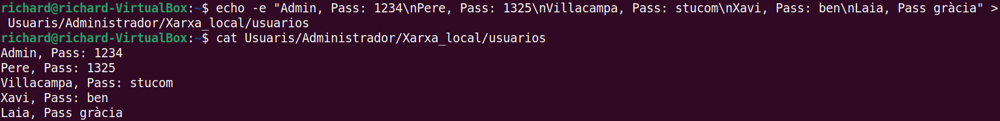 richard@richard-VirtualBox:~$ echo -e "Admin, Pass: 1234\nPere, Pass: 1325\nVillacampa, Pass: stucom\nXavi, Pass: ben\nLaia, Pass gràcia" >
 Usuaris/Administrador/Xarxa_local/usuarios
richard@richard-VirtualBox:~$ cat Usuaris/Administrador/Xarxa_local/usuarios
Admin, Pass: 1234
Pere, Pass: 1325
Villacampa, Pass: stucom
Xavi, Pass: ben
Laia, Pass gràcia